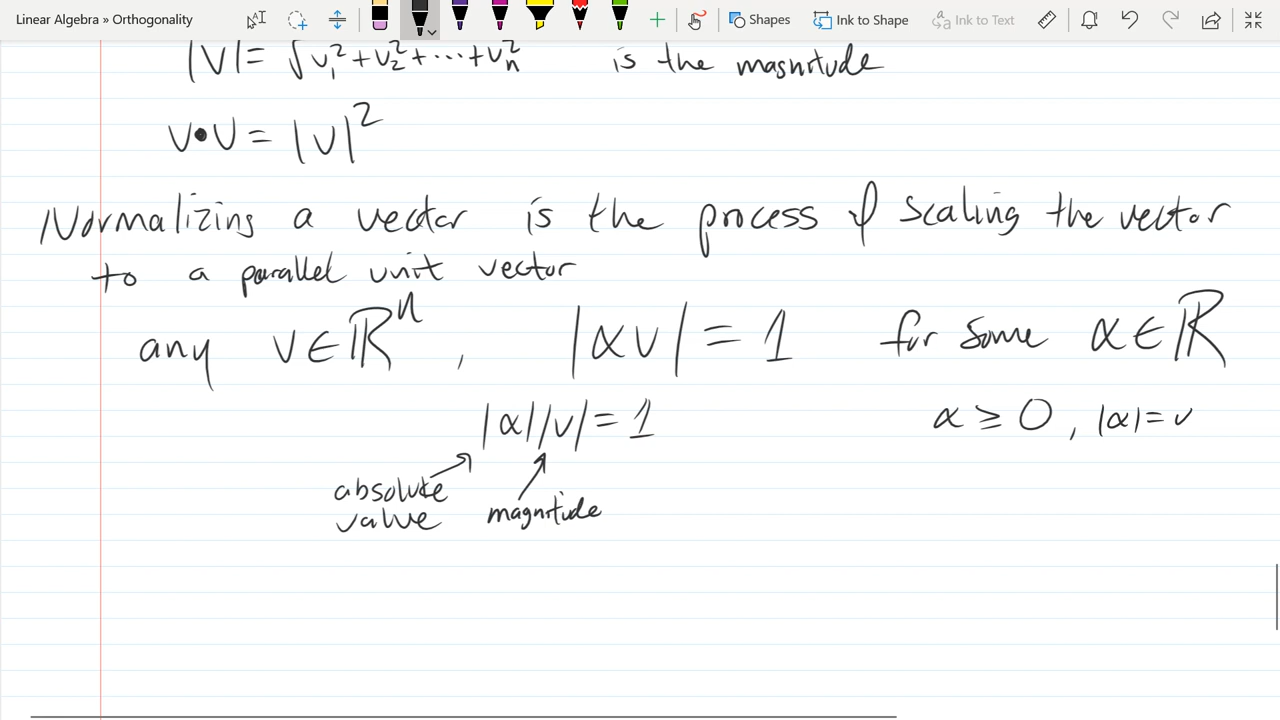 Linear Algebra » Orthogonality
Shapes
Ink to Shape
Ink to Text
|V| = √v₁² + v₂² + ⋯ + vₙ² is the magnitude
V•V = |V|²
Normalizing a vector is the process of scaling the vector
to a parallel unit vector
any v∈ℝⁿ, |αv| = 1 for some α∈ℝ
|α||v| = 1 α ≥ 0, |α| = v
absolute
value
magnitude